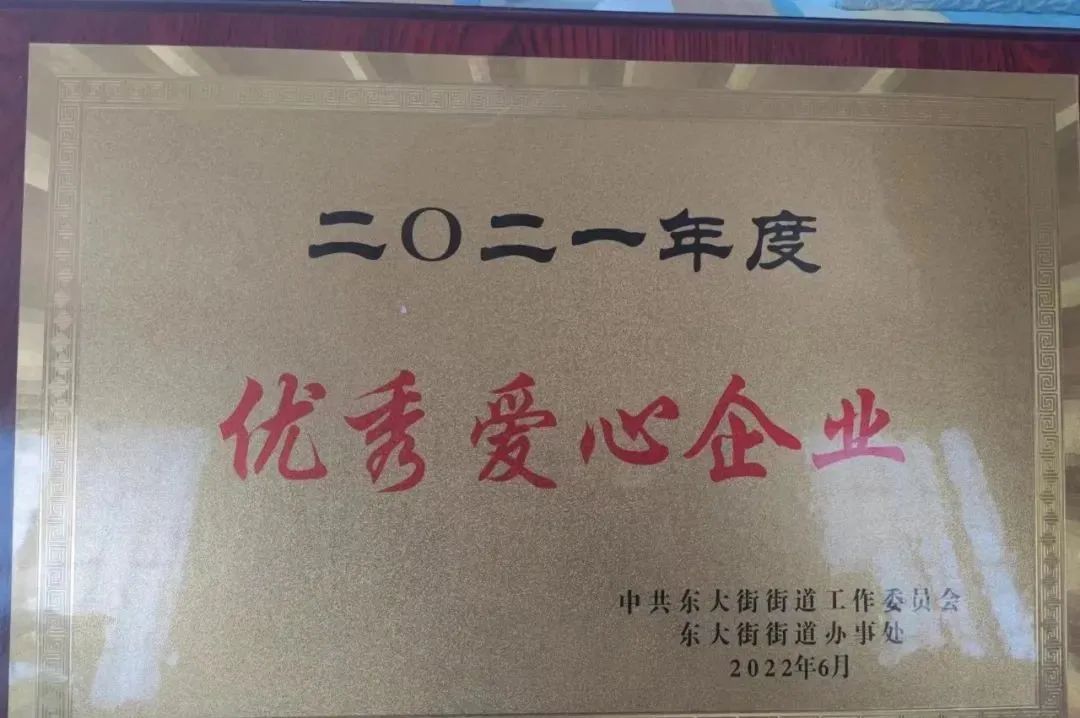 二〇二一年度
优秀爱心企业
中共东大街街道工作委员会
东大街街道办事处
2022年6月